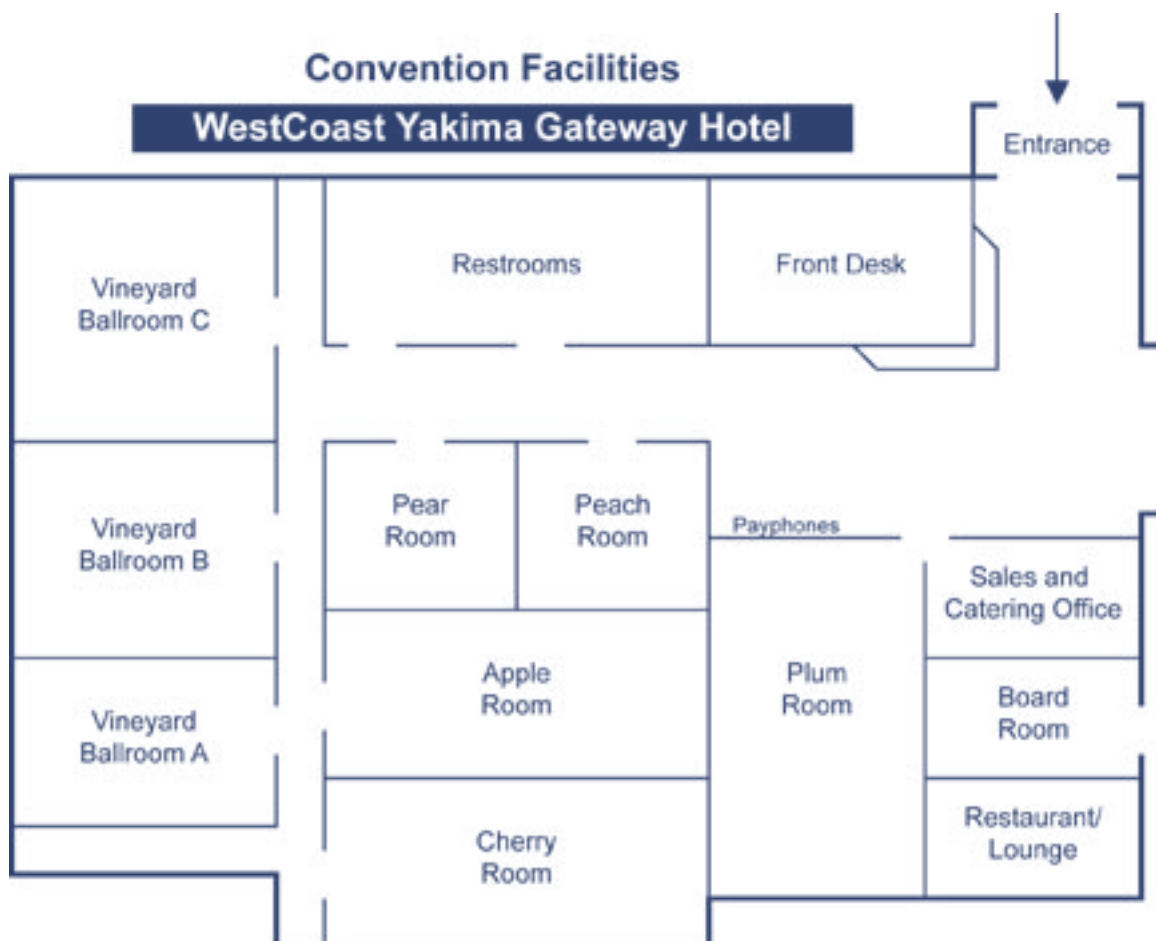 Convention Facilities
WestCoast Yakima Gateway Hotel
Entrance
Restrooms
Front Desk
Vineyard
Ballroom C
Pear
Room
Peach
Room
Payphones
Vineyard
Ballroom B
Sales and
Catering Office
Apple
Room
Plum
Room
Board
Room
Vineyard
Ballroom A
Cherry
Room
Restaurant/
Lounge